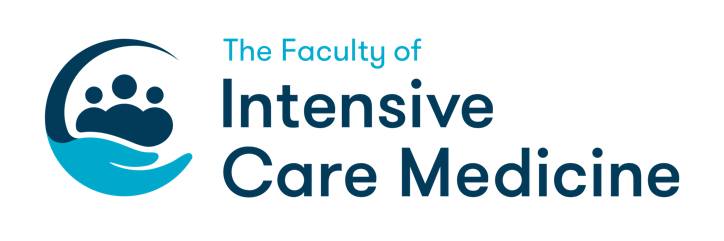 The Faculty of
Intensive
Care Medicine